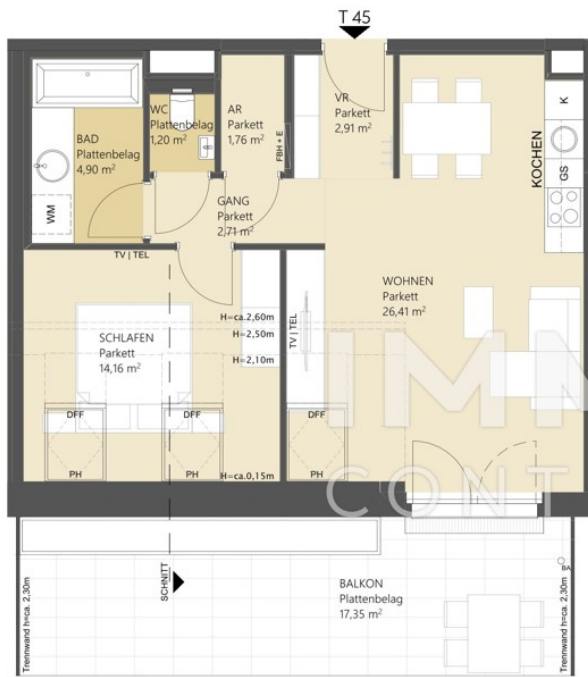 T 45
WC
Plattenbelag
1,20 m²
AR
Parkett
1,76 m²
FBH + E
VR
Parkett
2,91 m²
K
GS
KOCHEN
BAD
Plattenbelag
4,90 m²
WM
GANG
Parkett
2,71 m²
TV | TEL
H=ca.2,60m
H=2,50m
H=2,10m
H=ca.0,15m
SCHLAFEN
Parkett
14,16 m²
TV | TEL
WOHNEN
Parkett
26,41 m²
DFF
DFF
DFF
PH
PH
PH
IMM
CONT
SCHNITT
BALKON
Plattenbelag
17,35 m²
BA
Trennwand h=ca. 2,30m
Trennwand h=ca. 2,30m